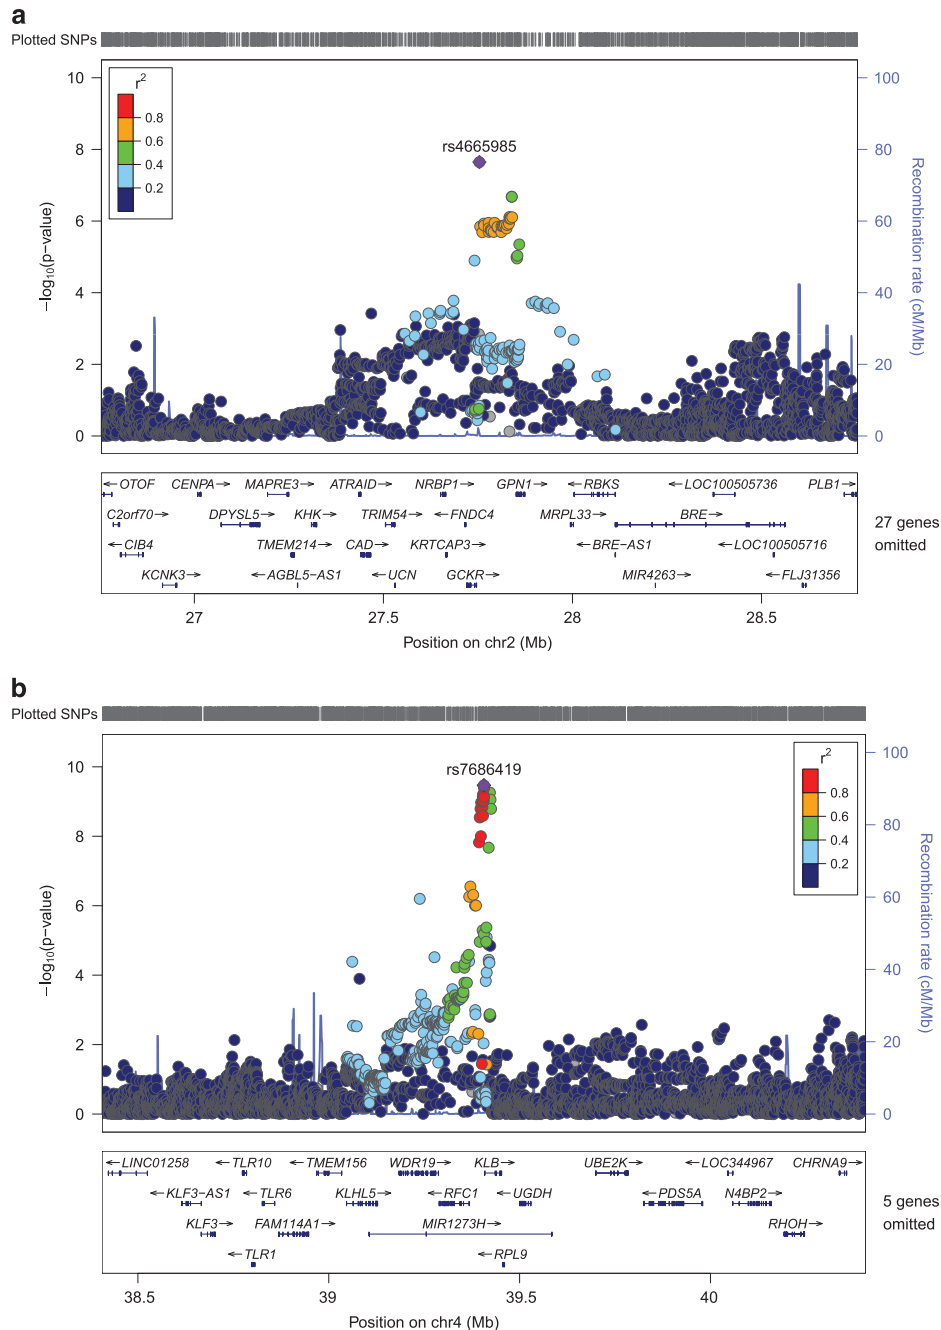 a
Plotted SNPs
r2
0.8
0.6
0.4
0.2
rs4665985
10
8
6
4
2
0
−log10(p−value)
100
80
60
40
20
0
Recombination rate (cM/Mb)
←OTOF CENPA→ MAPRE3→ ATRAID→ NRBP1→ GPN1→ ←RBKS ←LOC100505736 PLB1→
C2orf70→ DPYSL5→ KHK→ TRIM54→ ←FNDC4 MRPL33→ BRE→
←CIB4 TMEM214→ CAD→ KRTCAP3→ ←BRE−AS1 ←LOC100505716
KCNK3→ ←AGBL5−AS1 ←UCN GCKR→ MIR4263→ ←FLJ31356
27 genes
omitted
27 27.5 28 28.5
Position on chr2 (Mb)
b
Plotted SNPs
rs7686419
r2
0.8
0.6
0.4
0.2
10
8
6
4
2
0
−log10(p−value)
100
80
60
40
20
0
Recombination rate (cM/Mb)
←LINC01258 ←TLR10 ←TMEM156 WDR19→ KLB→ UBE2K→ ←LOC344967 CHRNA9→
←KLF3−AS1 ←TLR6 KLHL5→ ←RFC1 ←UGDH ←PDS5A N4BP2→
KLF3→ FAM114A1→ MIR1273H→ RHOH→
←TLR1 ←RPL9
5 genes
omitted
38.5 39 39.5 40
Position on chr4 (Mb)